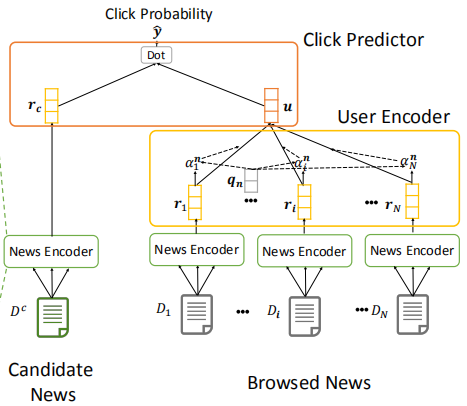 Click Probability
ŷ
Dot
Click Predictor
r_c
u
User Encoder
α_1^n
α_i^n
α_N^n
q_n
r_1 ••• r_i ••• r_N
News Encoder
News Encoder
News Encoder
News Encoder
D^c
D_1 ••• D_i ••• D_N
Candidate
News
Browsed News